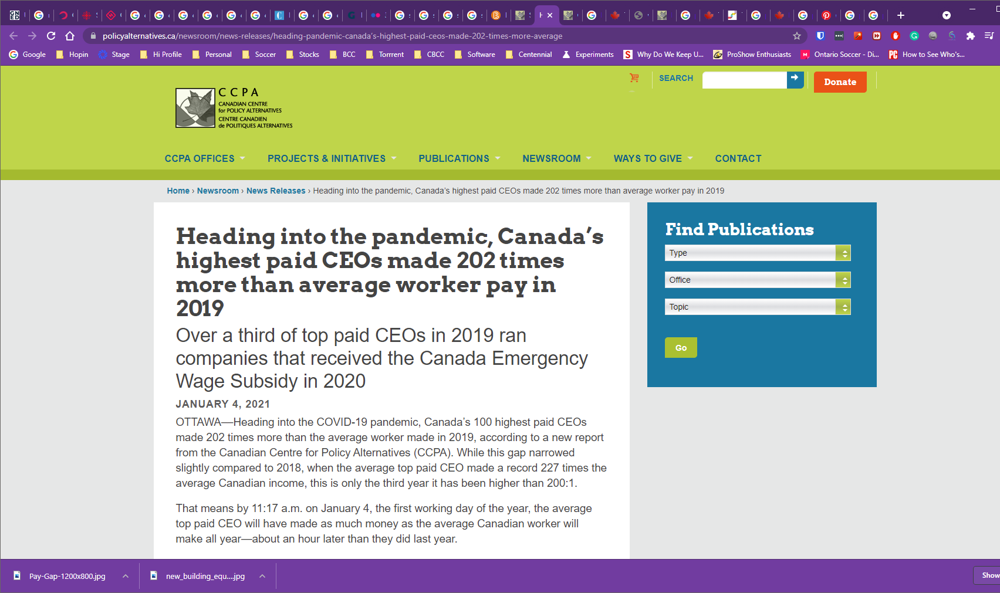 policyalternatives.ca/newsroom/news-releases/heading-pandemic-canada's-highest-paid-ceos-made-202-times-more-average
Google Hopin Stage Hi Profile Personal Soccer Stocks BCC Torrrent CBCC Software Centennial Experiments Why Do We Keep U... ProShow Enthusiasts Ontario Soccer - Di... How to See Who's...
SEARCH Donate
CCPA
CANADIAN CENTRE
for POLICY ALTERNATIVES
CENTRE CANADIEN
de POLITIQUES ALTERNATIVES
CCPA OFFICES PROJECTS & INITIATIVES PUBLICATIONS NEWSROOM WAYS TO GIVE CONTACT
Home › Newsroom › News Releases › Heading into the pandemic, Canada's highest paid CEOs made 202 times more than average worker pay in 2019
Heading into the pandemic, Canada's
highest paid CEOs made 202 times
more than average worker pay in
2019
Over a third of top paid CEOs in 2019 ran
companies that received the Canada Emergency
Wage Subsidy in 2020
JANUARY 4, 2021
OTTAWA—Heading into the COVID-19 pandemic, Canada's 100 highest paid CEOs
made 202 times more than the average worker made in 2019, according to a new report
from the Canadian Centre for Policy Alternatives (CCPA). While this gap narrowed
slightly compared to 2018, when the average top paid CEO made a record 227 times the
average Canadian income, this is only the third year it has been higher than 200:1.
That means by 11:17 a.m. on January 4, the first working day of the year, the average
top paid CEO will have made as much money as the average Canadian worker will
make all year—about an hour later than they did last year.
Find Publications
Type
Office
Topic
Go
Pay-Gap-1200x800.jpg new_building_equ....jpg Show